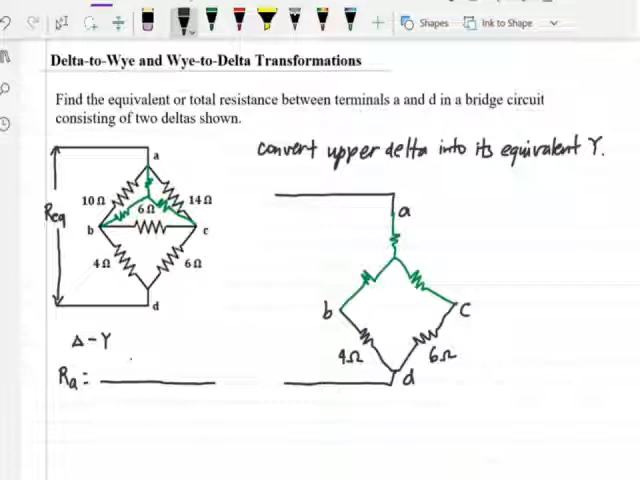 Shapes Ink to Shape
Delta-to-Wye and Wye-to-Delta Transformations
Find the equivalent or total resistance between terminals a and d in a bridge circuit
consisting of two deltas shown.
Convert upper delta into its equivalent Y.
a
10Ω 6Ω 14Ω
Req
b c
4Ω 6Ω
d
a
b c
4Ω 6Ω
d
Δ-Y
Ra =